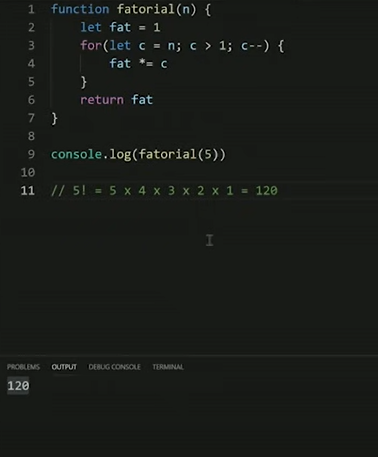 1 function fatorial(n) {
2     let fat = 1
3     for(let c = n; c > 1; c--) {
4         fat *= c
5     }
6     return fat
7 }
8
9 console.log(fatorial(5))
10
11 // 5! = 5 x 4 x 3 x 2 x 1 = 120
PROBLEMS OUTPUT DEBUG CONSOLE TERMINAL
120